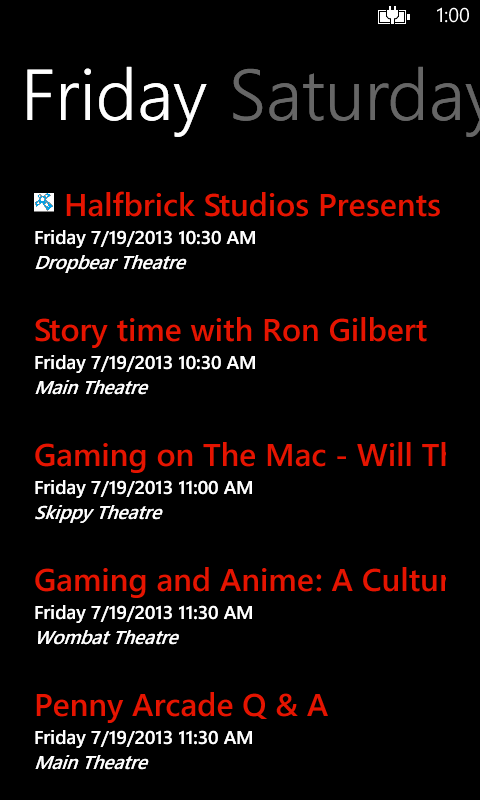 1:00
Friday Saturday
Halfbrick Studios Presents
Friday 7/19/2013 10:30 AM
Dropbear Theatre
Story time with Ron Gilbert
Friday 7/19/2013 10:30 AM
Main Theatre
Gaming on The Mac - Will Th
Friday 7/19/2013 11:00 AM
Skippy Theatre
Gaming and Anime: A Cultur
Friday 7/19/2013 11:30 AM
Wombat Theatre
Penny Arcade Q & A
Friday 7/19/2013 11:30 AM
Main Theatre